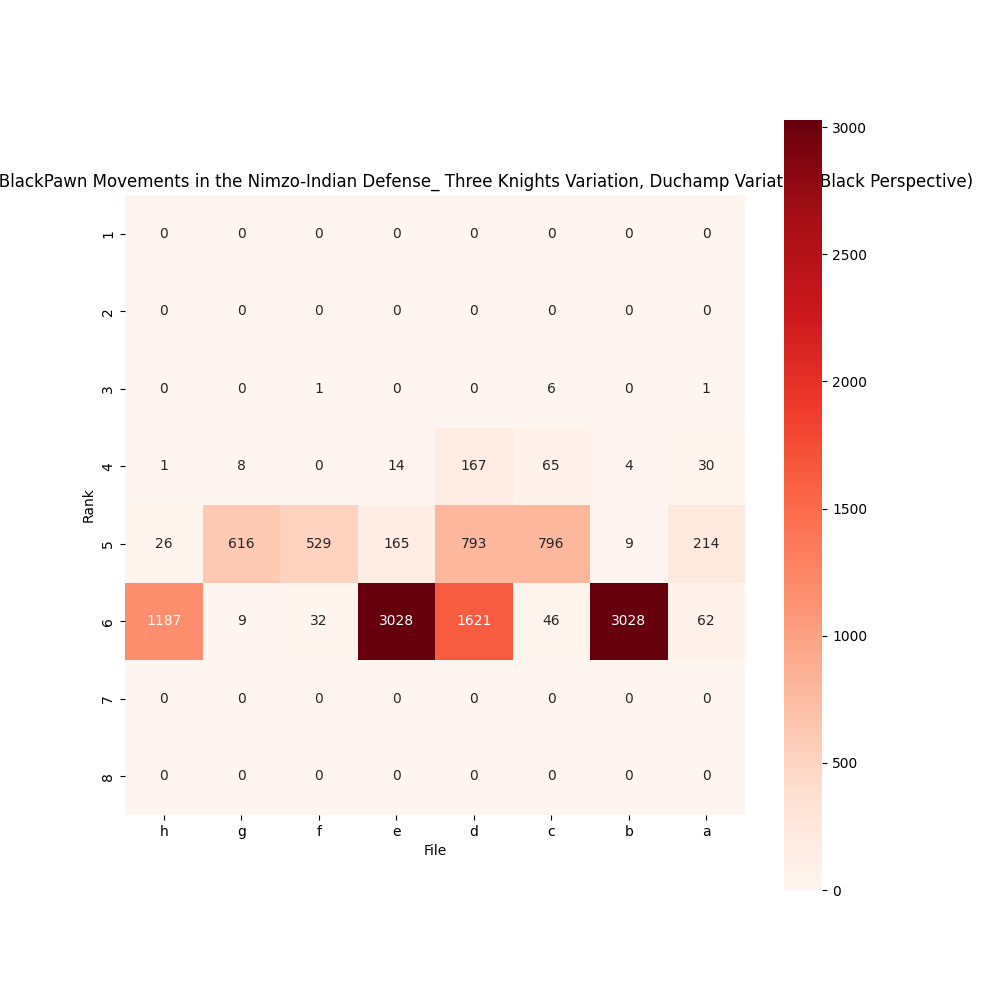 BlackPawn Movements in the Nimzo-Indian Defense_ Three Knights Variation, Duchamp Variat Black Perspective)
3000
1 0 0 0 0 0 0 0 0
2500
2 0 0 0 0 0 0 0 0
2000
3 0 0 1 0 0 6 0 1
4 1 8 0 14 167 65 4 30
1500
Rank
5 26 616 529 165 793 796 9 214
1000
6 1187 9 32 3028 1621 46 3028 62
7 0 0 0 0 0 0 0 0
500
8 0 0 0 0 0 0 0 0
h g f e d c b a
File
0